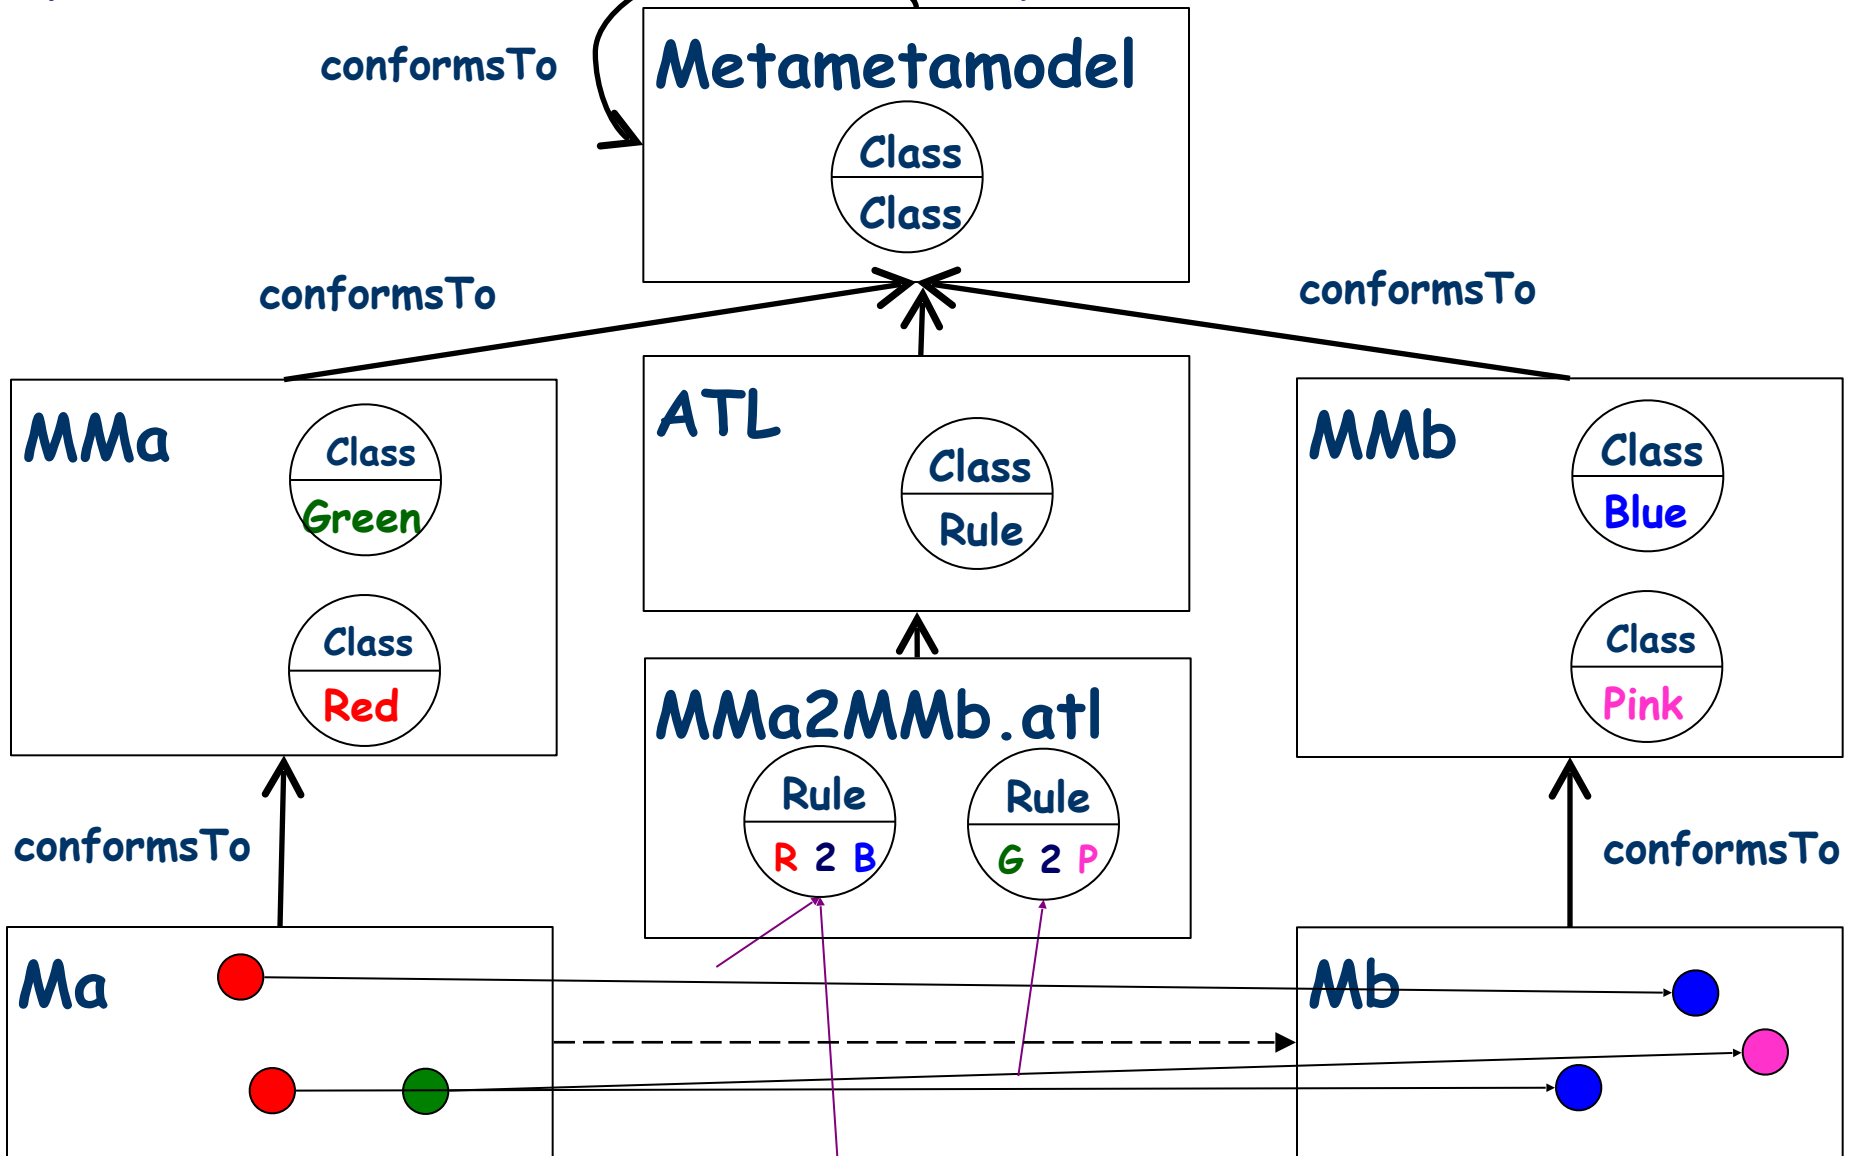 conformsTo
Metametamodel
Class
Class
conformsTo
conformsTo
MMa
Class
Green
Class
Red
ATL
Class
Rule
MMb
Class
Blue
Class
Pink
MMa2MMb.atl
Rule
R 2 B
Rule
G 2 P
conformsTo
conformsTo
Ma
Mb